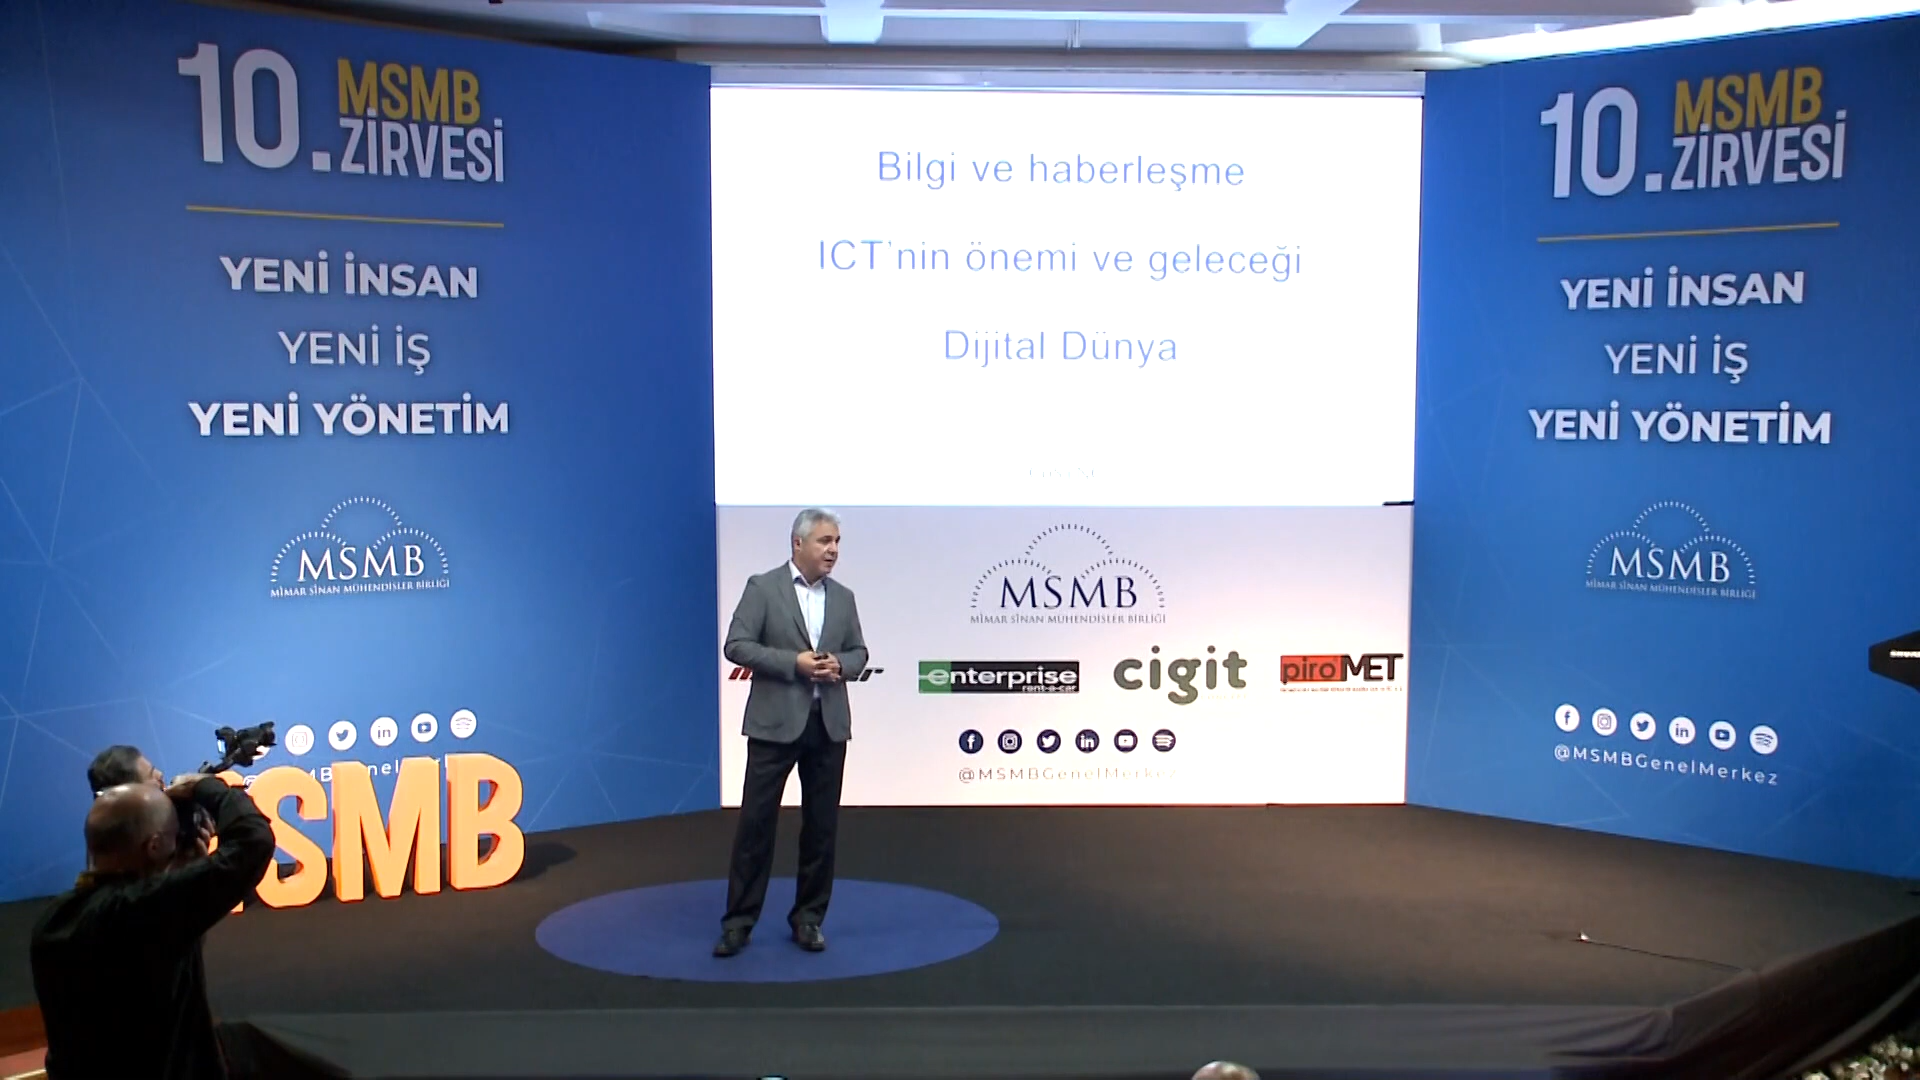 10. MSMB
ZİRVESİ
YENİ İNSAN
YENİ İŞ
YENİ YÖNETİM
MSMB
MİMAR SİNAN MÜHENDİSLER BİRLİĞİ
SMB
Bilgi ve haberleşme
ICT'nin önemi ve geleceği
Dijital Dünya
MSMB
MİMAR SİNAN MÜHENDİSLER BİRLİĞİ
enterprise
rent-a-car
cigit
piroMET
@MSMBGenelMerkez
10. MSMB
ZİRVESİ
YENİ İNSAN
YENİ İŞ
YENİ YÖNETİM
MSMB
MİMAR SİNAN MÜHENDİSLER BİRLİĞİ
@MSMBGenelMerkez